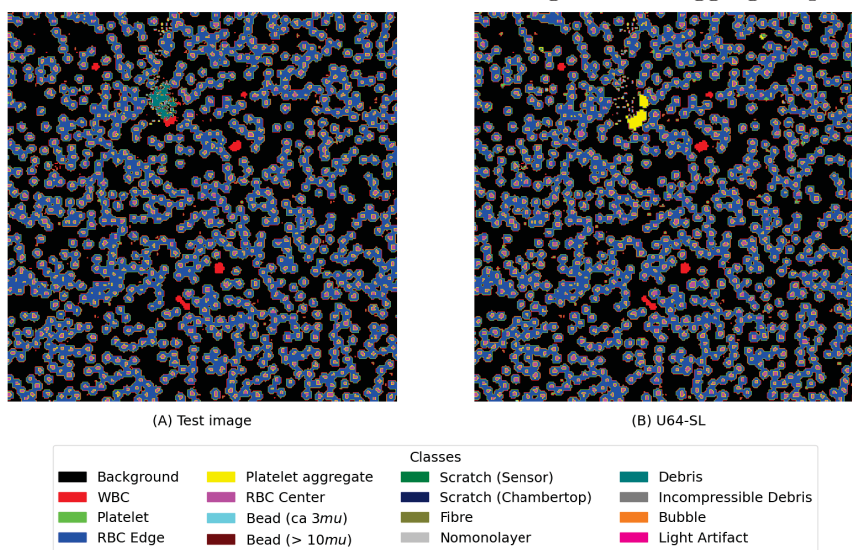 (A) Test image
(B) U64-SL
Classes
Background
WBC
Platelet
RBC Edge
Platelet aggregate
RBC Center
Bead (ca 3mu)
Bead (> 10mu)
Scratch (Sensor)
Scratch (Chambertop)
Fibre
Nomonolayer
Debris
Incompressible Debris
Bubble
Light Artifact